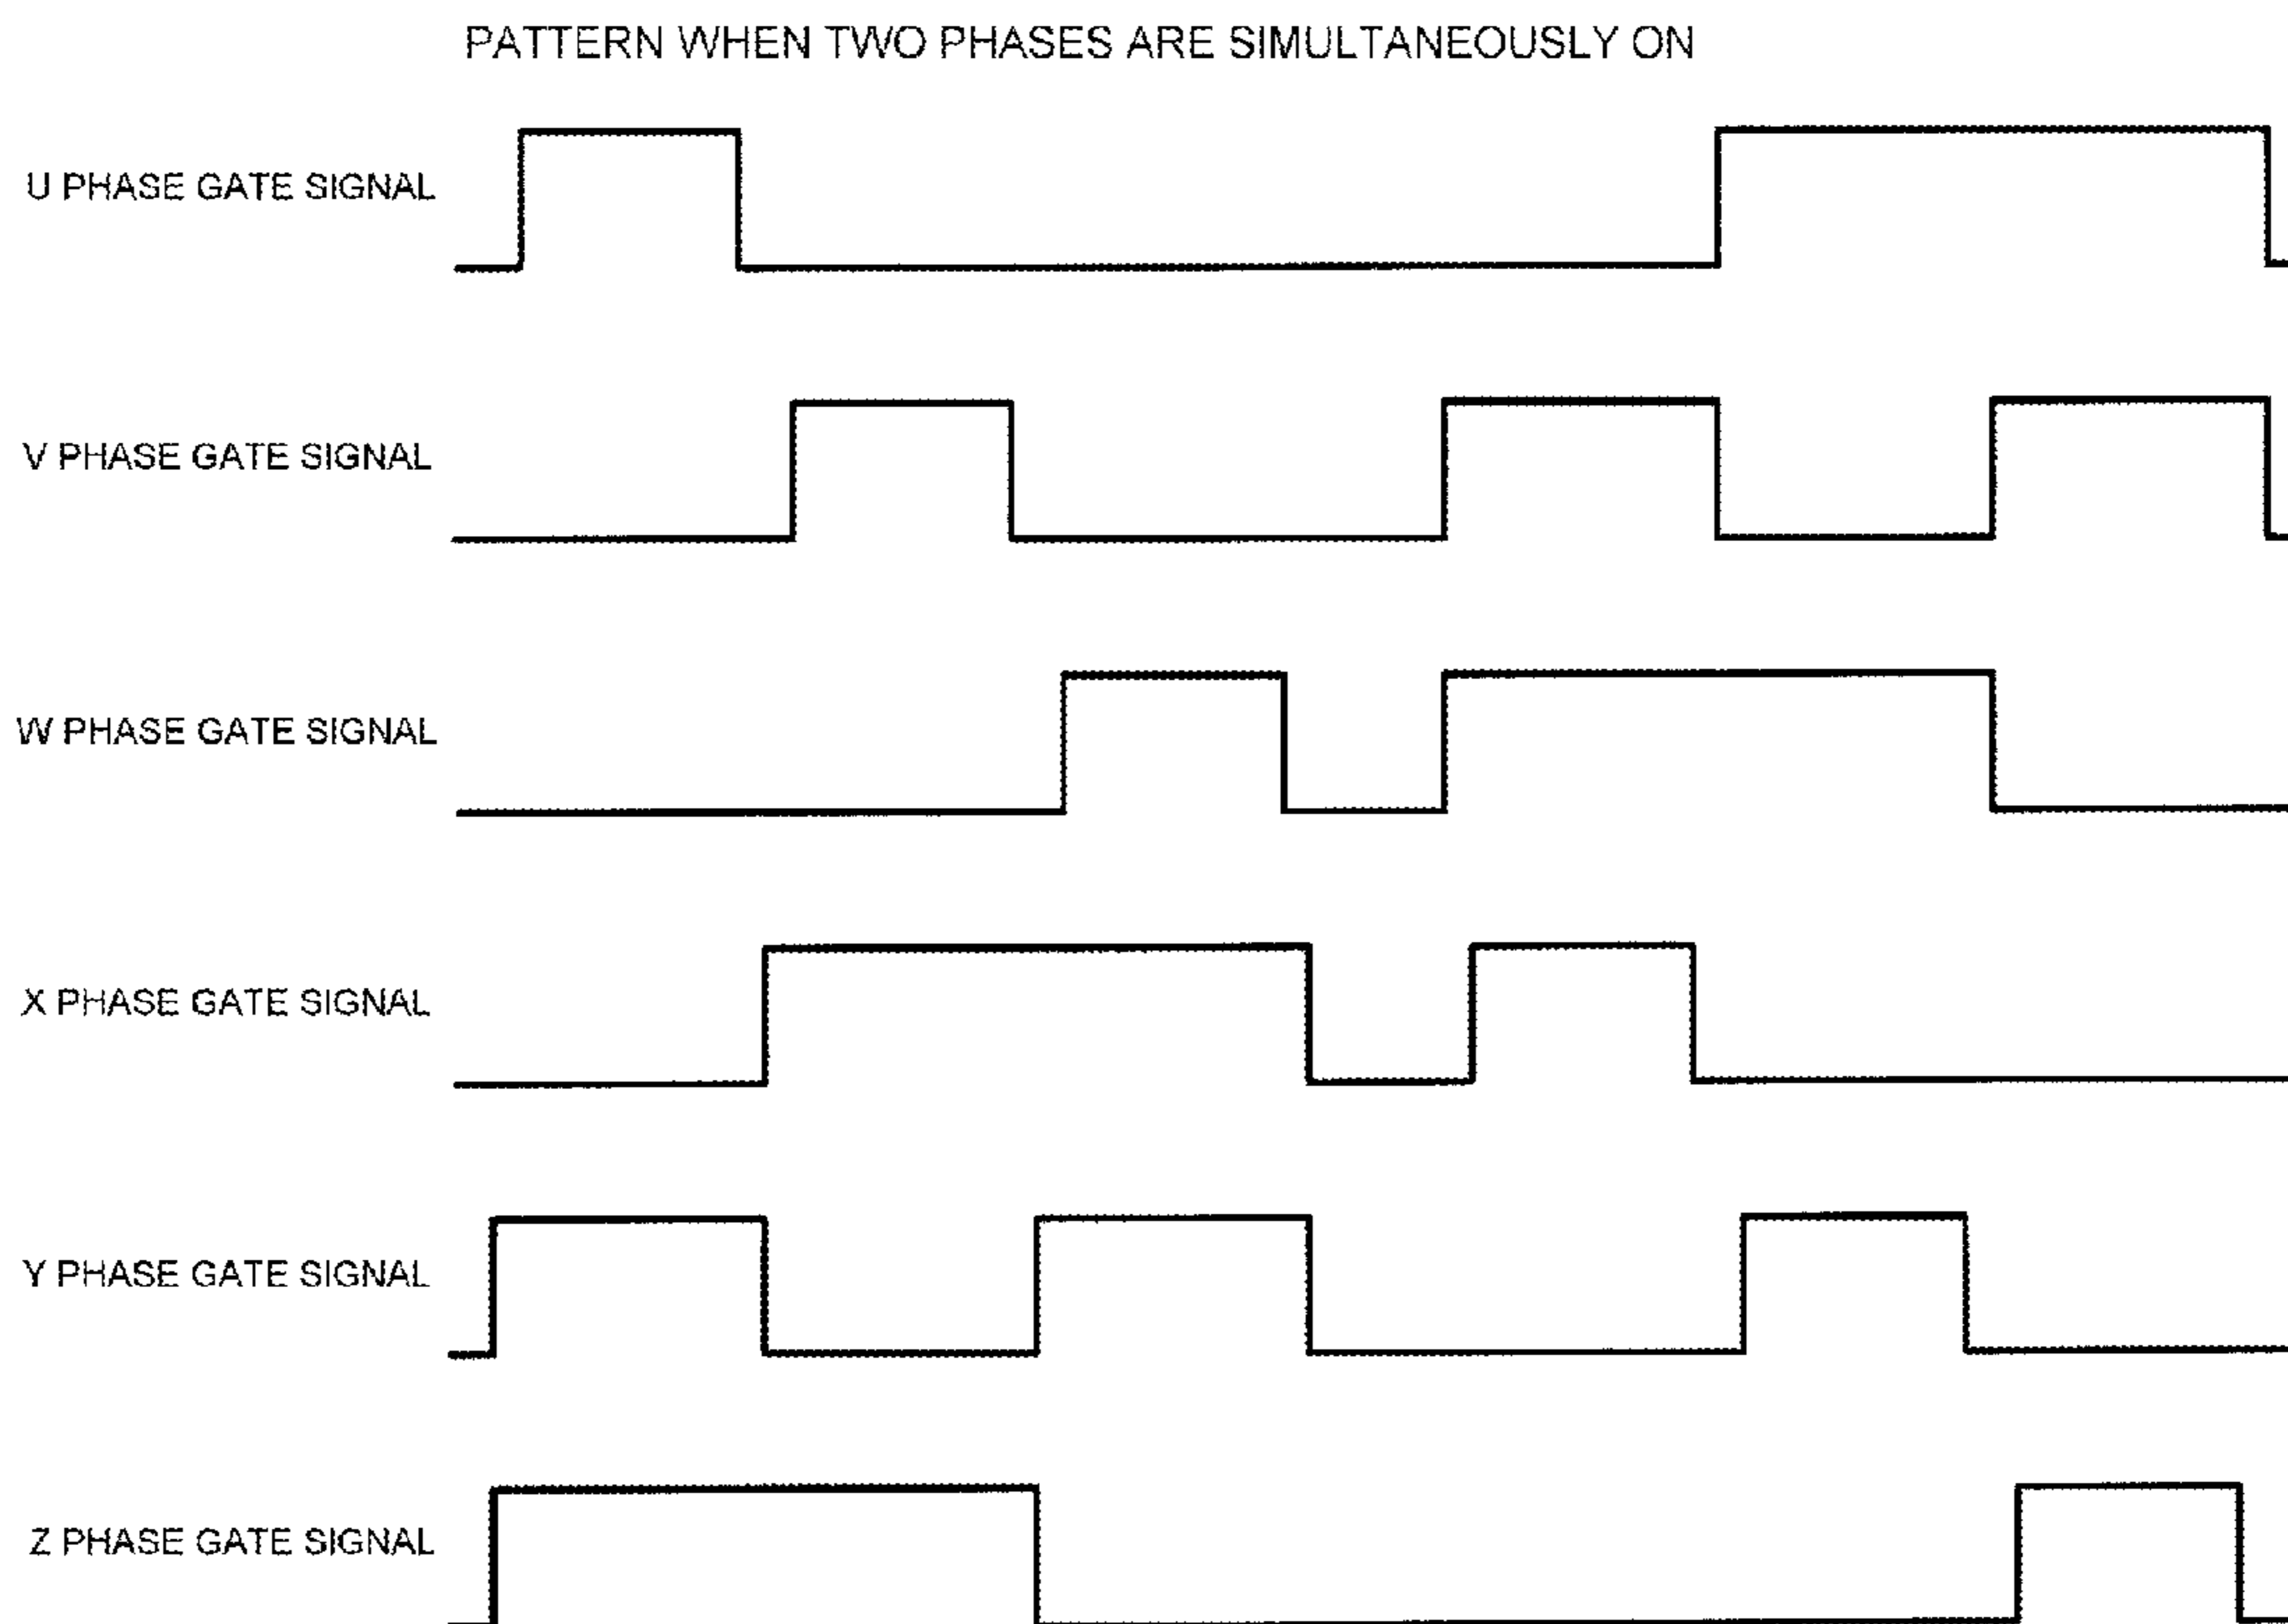 PATTERN WHEN TWO PHASES ARE SIMULTANEOUSLY ON
U PHASE GATE SIGNAL
V PHASE GATE SIGNAL
W PHASE GATE SIGNAL
X PHASE GATE SIGNAL
Y PHASE GATE SIGNAL
Z PHASE GATE SIGNAL